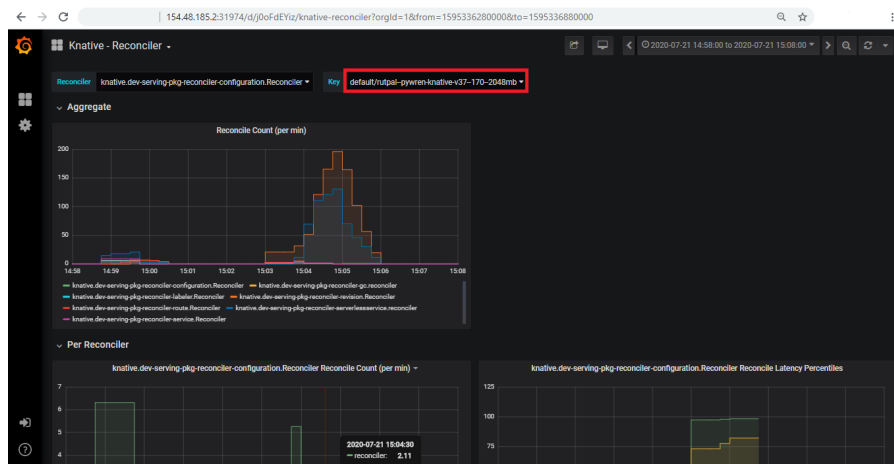 154.48.185.2:31974/d/j0oFdEYiz/knative-reconciler?orgId=1&from=1595336280000&to=1595336880000
Knative - Reconciler
2020-07-21 14:58:00 to 2020-07-21 15:08:00
Reconciler knative.dev-serving-pkg-reconciler-configuration.Reconciler Key default/rutpal--pywren-knative-v37--170--2048mb
Aggregate
Reconcile Count (per min)
200
150
100
50
0
14:58 14:59 15:00 15:01 15:02 15:03 15:04 15:05 15:06 15:07 15:08
knative.dev-serving-pkg-reconciler-configuration.Reconciler knative.dev-serving-pkg-reconciler-gc.reconciler
knative.dev-serving-pkg-reconciler-labeler.Reconciler knative.dev-serving-pkg-reconciler-revision.Reconciler
knative.dev-serving-pkg-reconciler-route.Reconciler knative.dev-serving-pkg-reconciler-serverlessservice.reconciler
knative.dev-serving-pkg-reconciler-service.Reconciler
Per Reconciler
knative.dev-serving-pkg-reconciler-configuration.Reconciler Reconcile Count (per min)
7
6
5
4
2020-07-21 15:04:30
reconciler: 2.11
knative.dev-serving-pkg-reconciler-configuration.Reconciler Reconcile Latency Percentiles
125
100
75